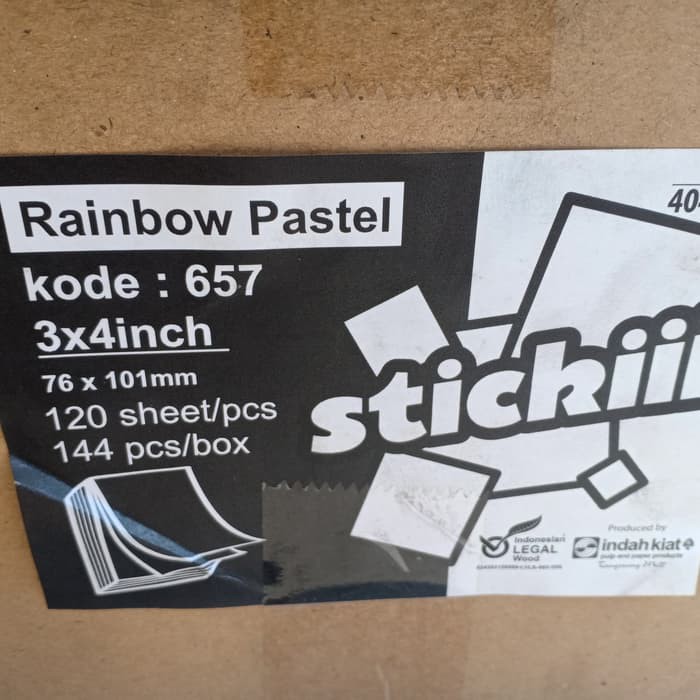 Rainbow Pastel
kode : 657
3x4inch
76 x 101mm
120 sheet/pcs
144 pcs/box
stickii
Indonesian
LEGAL
Wood
Produced by
indah kiat
pulp and paper products